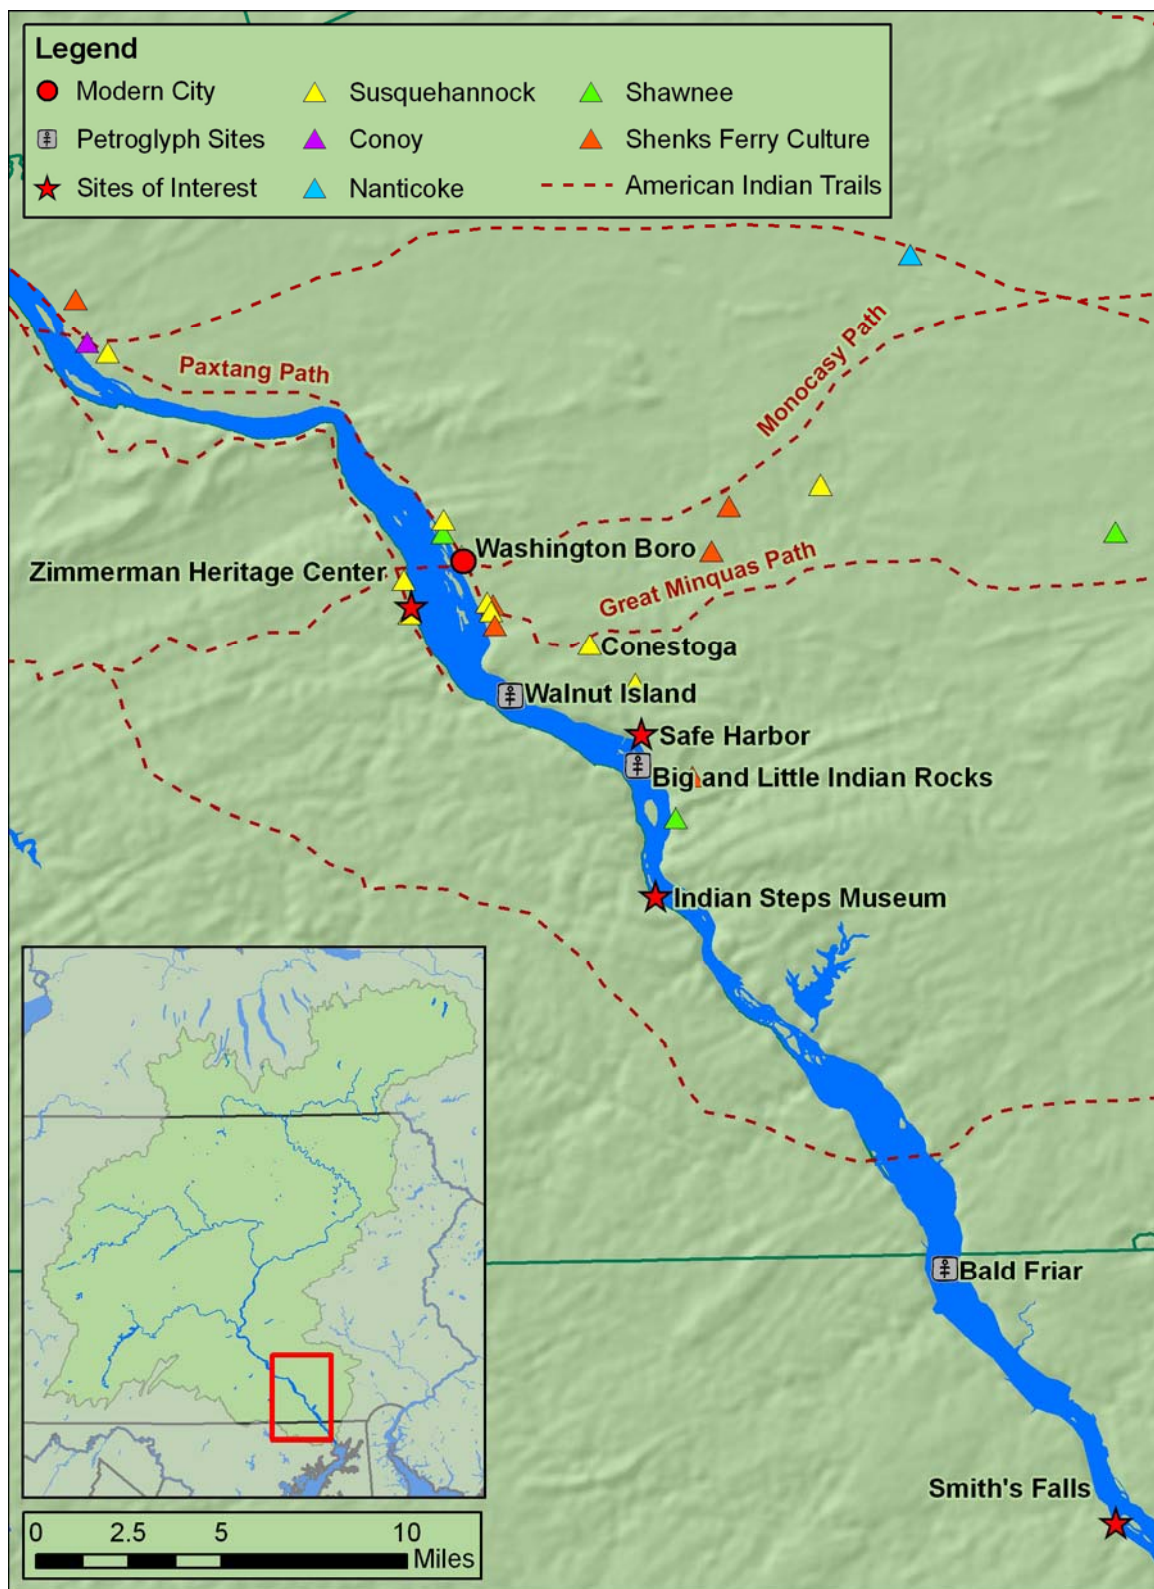 Legend
Modern City
Susquehannock
Shawnee
Petroglyph Sites
Conoy
Shenks Ferry Culture
Sites of Interest
Nanticoke
American Indian Trails
Paxtang Path
Monocasy Path
Washington Boro
Zimmerman Heritage Center
Great Minquas Path
Conestoga
Walnut Island
Safe Harbor
Big and Little Indian Rocks
Indian Steps Museum
Bald Friar
Smith's Falls
0 2.5 5 10
Miles